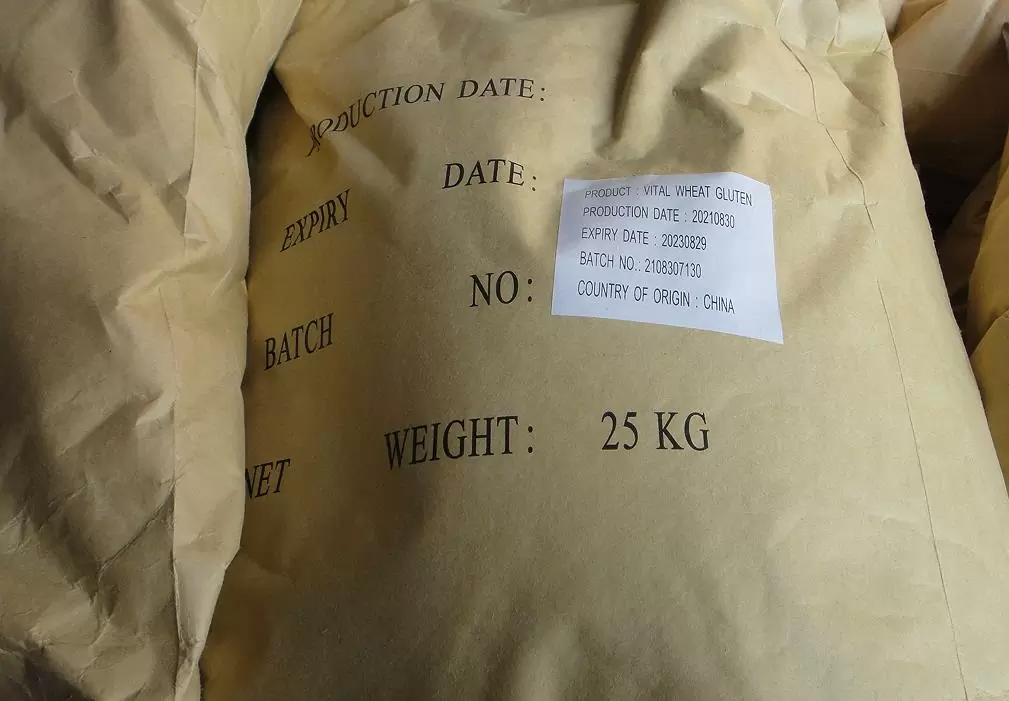 PRODUCTION DATE:
EXPIRY DATE:
BATCH NO:
NET WEIGHT: 25 KG
PRODUCT : VITAL WHEAT GLUTEN
PRODUCTION DATE : 20210830
EXPIRY DATE : 20230829
BATCH NO.: 2108307130
COUNTRY OF ORIGIN : CHINA